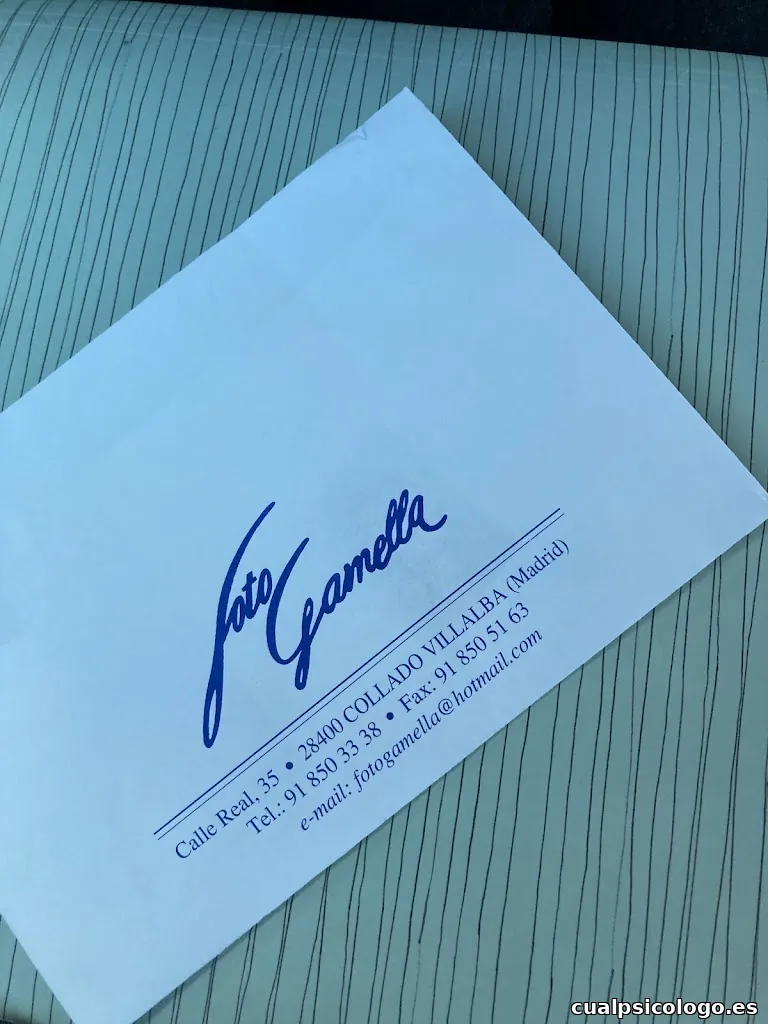 foto Gamella
Calle Real, 35 • 28400 COLLADO VILLALBA (Madrid)
Tel.: 91 850 33 38 • Fax: 91 850 51 63
e-mail: fotogamella@hotmail.com
cualpsicologo.es